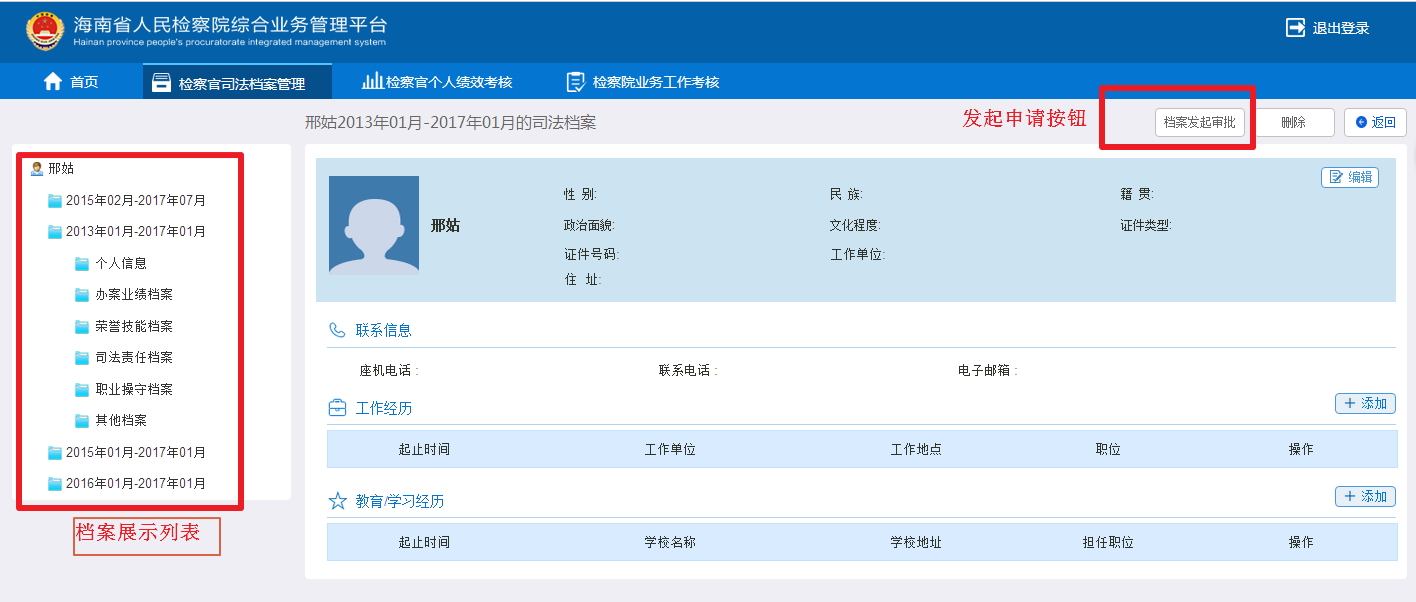 海南省人民检察院综合业务管理平台
Hainan province people's procuratorate integrated management system
退出登录
首页 检察官司法档案管理 检察官个人绩效考核 检察院业务工作考核
邢姑2013年01月-2017年01月的司法档案 发起申请按钮 档案发起审批 删除 返回
邢姑
2015年02月-2017年07月
2013年01月-2017年01月
个人信息
办案业绩档案
荣誉技能档案
司法责任档案
职业操守档案
其他档案
2015年01月-2017年01月
2016年01月-2017年01月
档案展示列表
编辑
邢姑
性 别: 民 族: 籍 贯:
政治面貌: 文化程度: 证件类型:
证件号码: 工作单位:
住 址:
联系信息
座机电话 : 联系电话 : 电子邮箱 :
工作经历 添加
起止时间 工作单位 工作地点 职位 操作
教育/学习经历 添加
起止时间 学校名称 学校地址 担任职位 操作